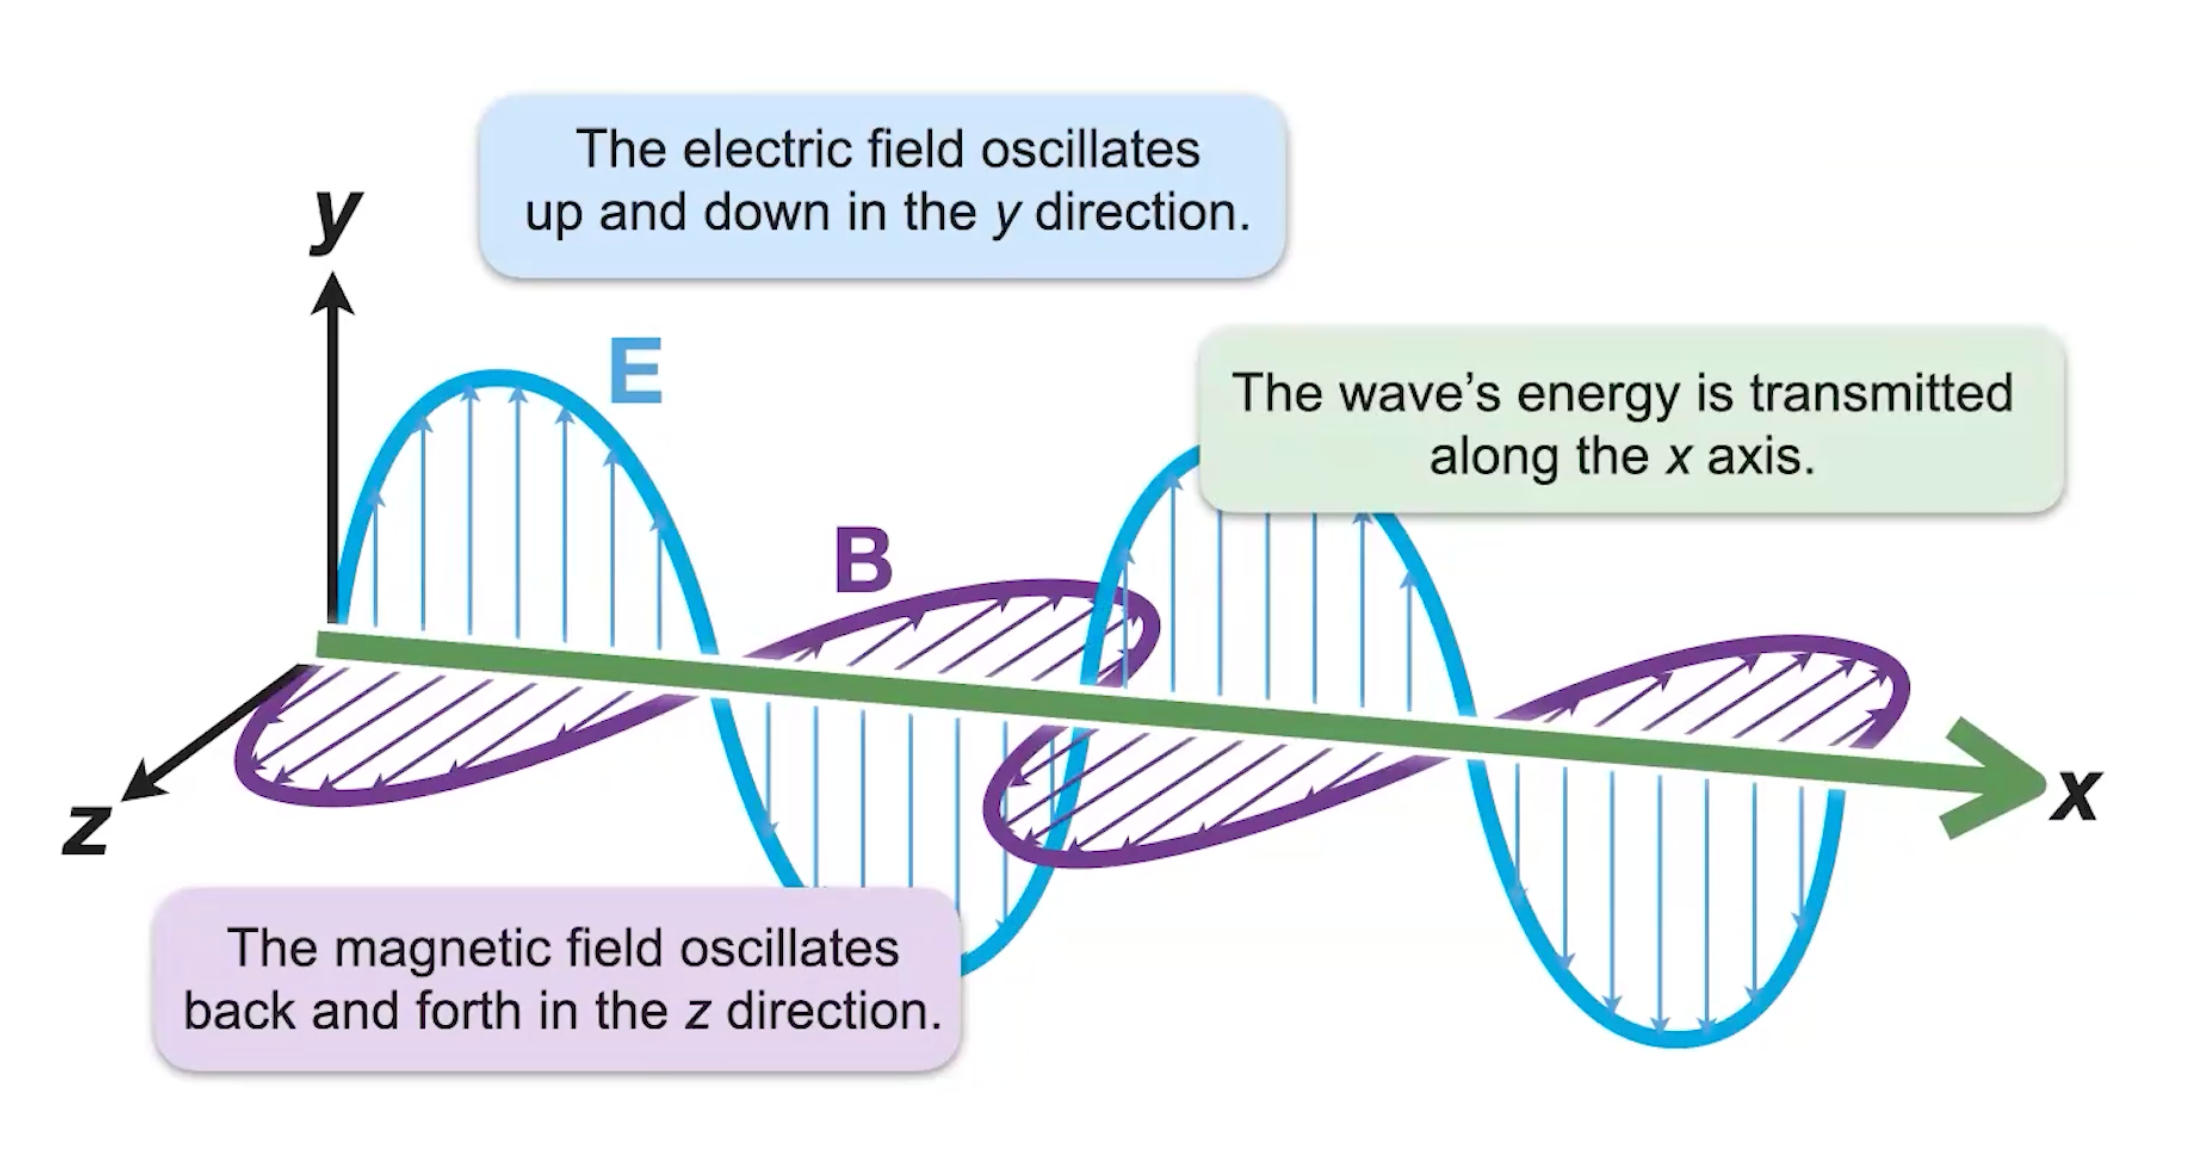 The electric field oscillates
up and down in the y direction.
y
E
The wave’s energy is transmitted
along the x axis.
B
x
z
The magnetic field oscillates
back and forth in the z direction.